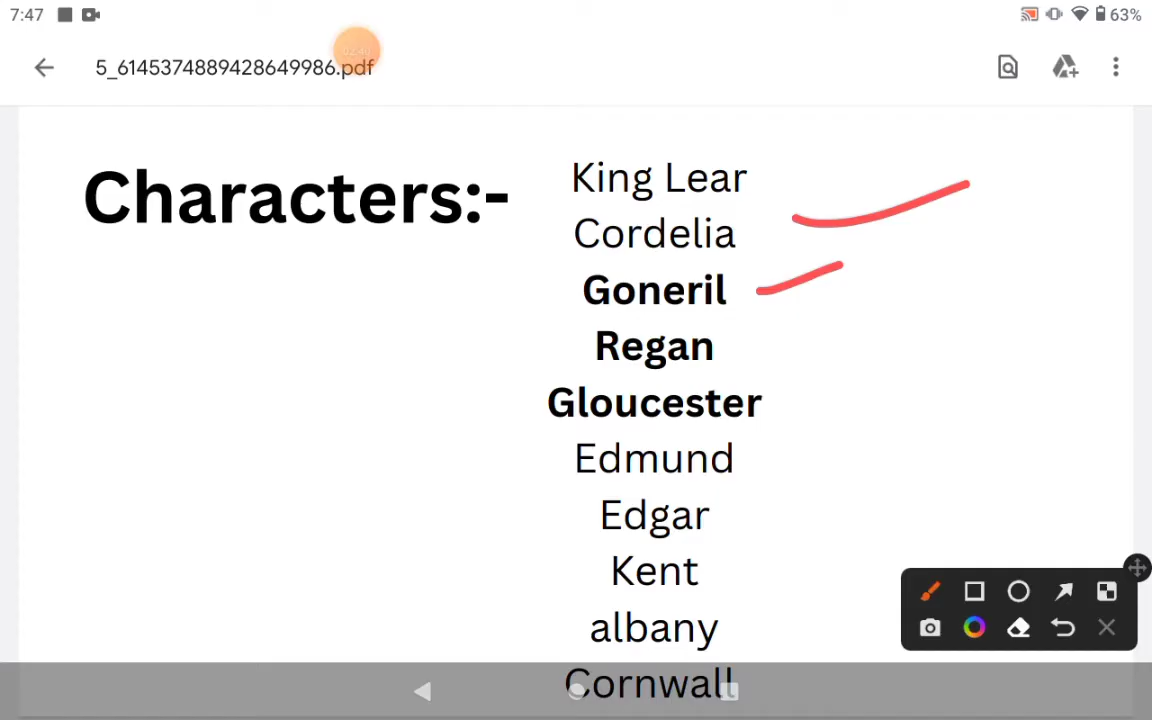 7:47
63%
5_6145374889428649986.pdf
Characters:-
King Lear
Cordelia
Goneril
Regan
Gloucester
Edmund
Edgar
Kent
albany
Cornwall